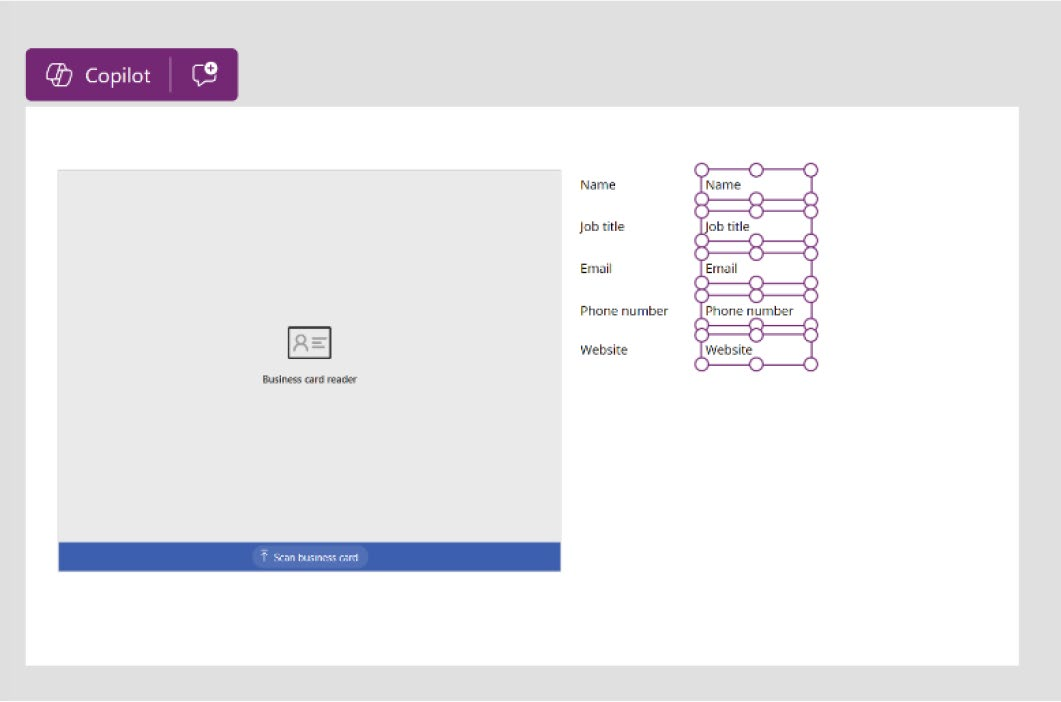 Copilot
Name Name
Job title Job title
Email Email
Phone number Phone number
Business card reader
Website Website
Scan business card